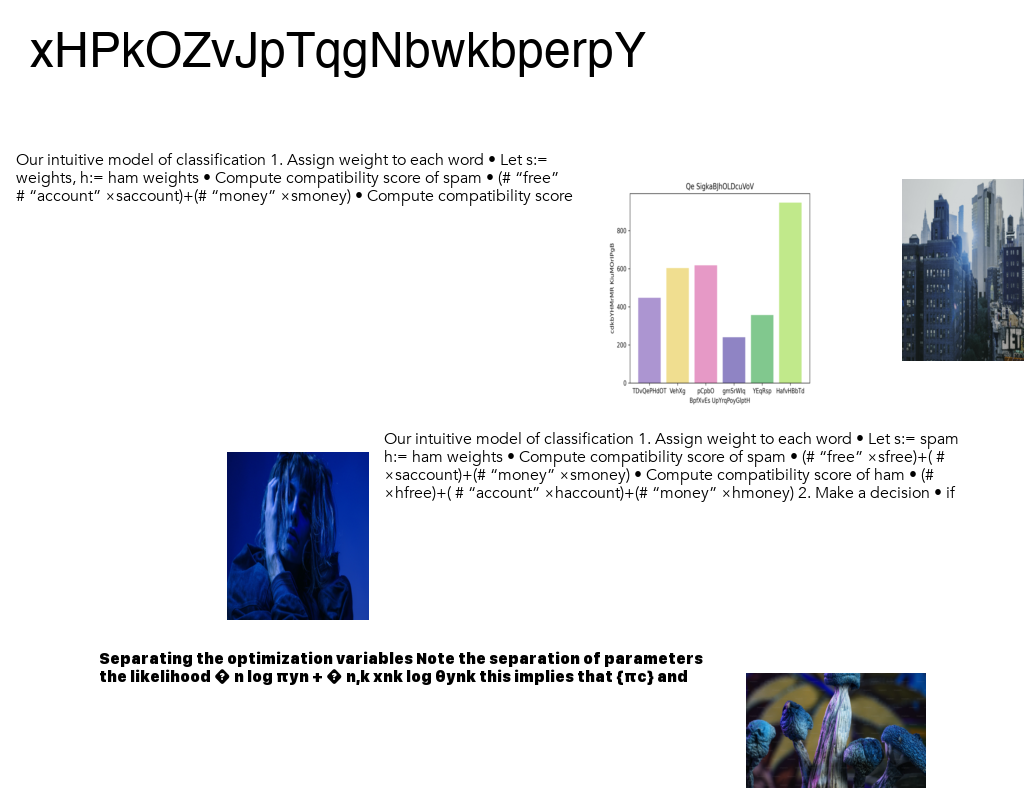 xHPkOZvJpTqgNbwkbperpY
Our intuitive model of classification 1. Assign weight to each word • Let s:=
weights, h:= ham weights • Compute compatibility score of spam • (# “free”
# “account” ×saccount)+(# “money” ×smoney) • Compute compatibility score
Qe SigkaBJhOLDcuVoV
cdkbYHMrMR KiuMOriPgB
800
600
400
200
0
TDvQePHdOT VehXg pCpbO gmSrWlq YEqRsp HafvHBbTd
BpfXvEs UpYrqPoyGlptH
JET
Our intuitive model of classification 1. Assign weight to each word • Let s:= spam
h:= ham weights • Compute compatibility score of spam • (# “free” ×sfree)+( #
×saccount)+(# “money” ×smoney) • Compute compatibility score of ham • (#
×hfree)+( # “account” ×haccount)+(# “money” ×hmoney) 2. Make a decision • if
Separating the optimization variables Note the separation of parameters
the likelihood � n log πyn + � n,k xnk log θynk this implies that {πc} and